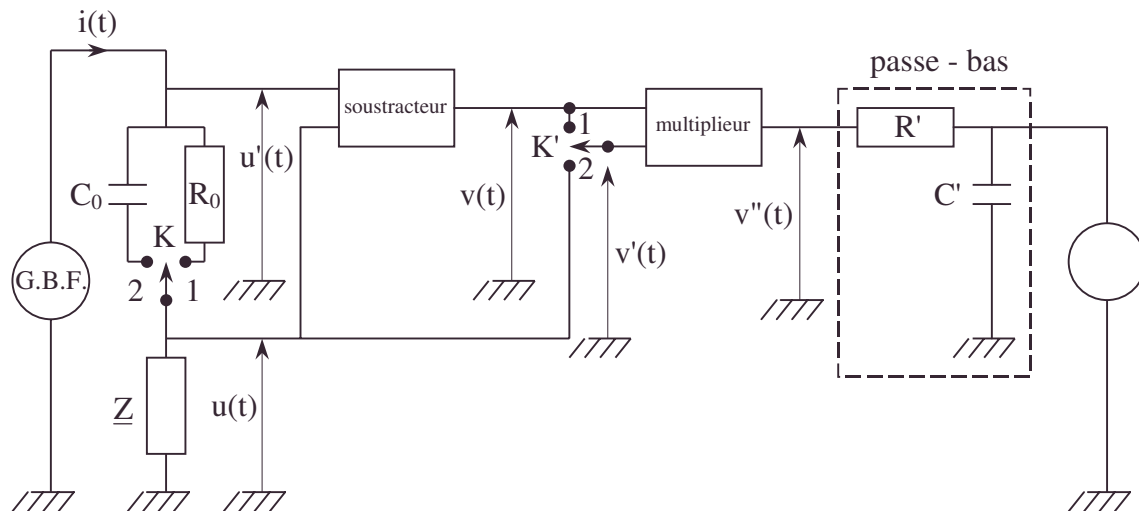 i(t)
passe - bas
soustracteur
multiplieur
R'
1
K'
2
u'(t)
C₀
R₀
v(t)
v'(t)
v"(t)
C'
K
2
1
G.B.F.
Z
u(t)